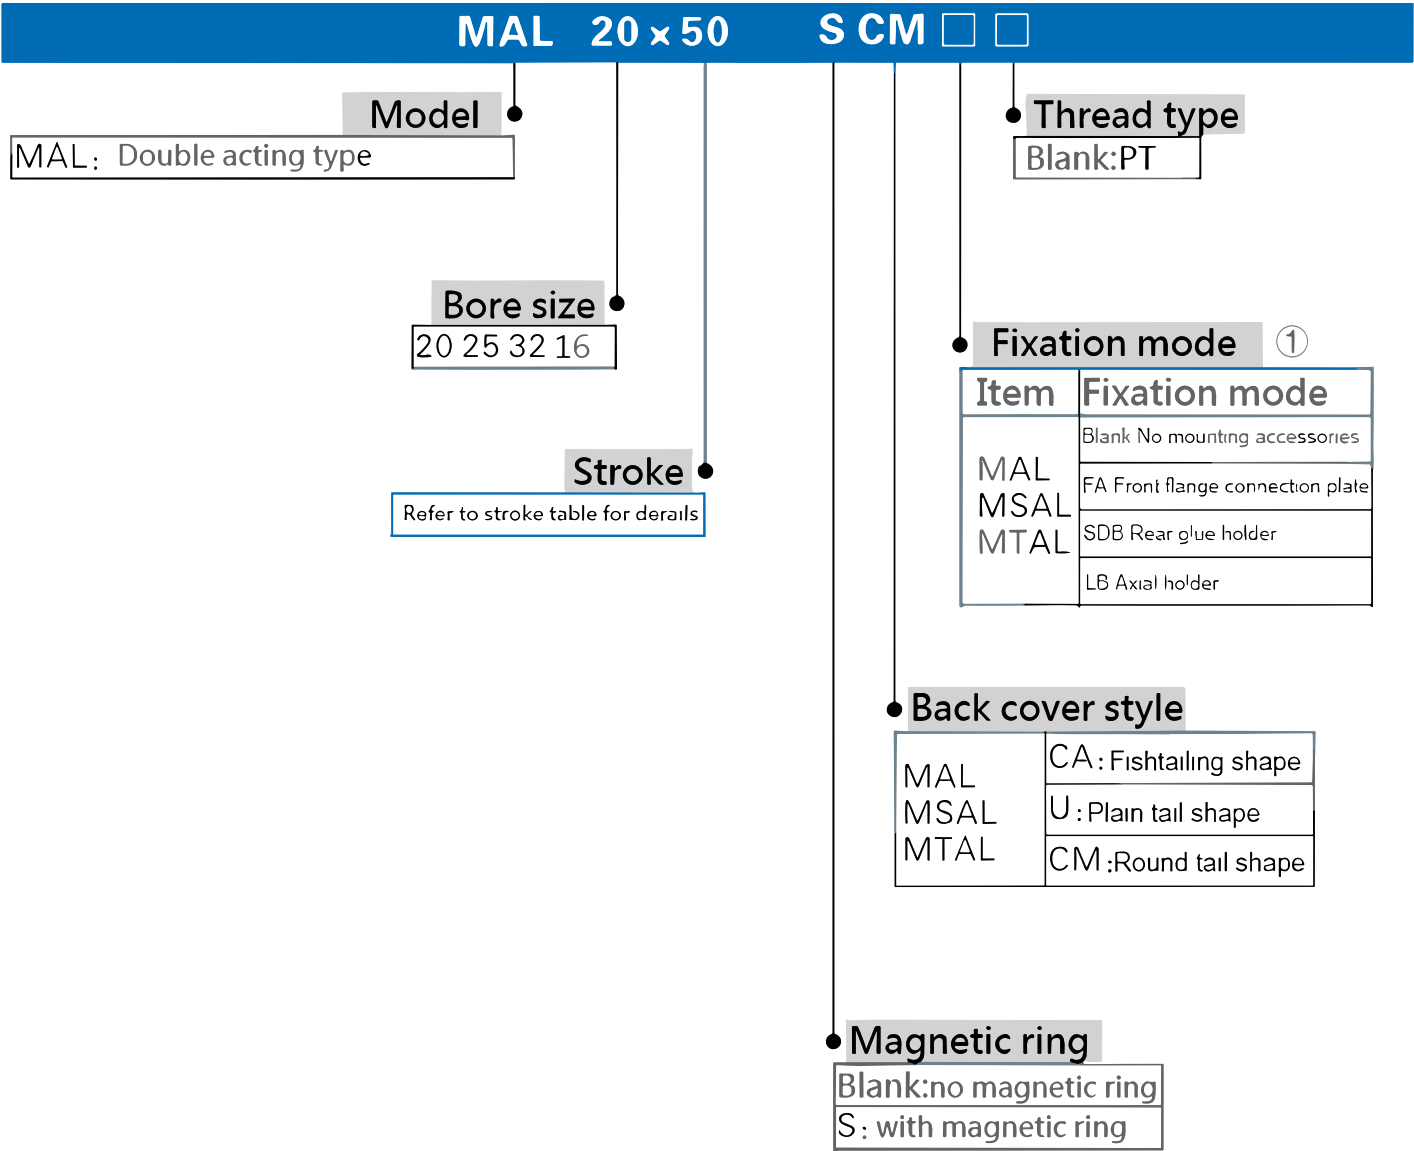 MAL 20×50 S CM□ □
Model
MAL: Double acting type
Thread type
Blank:PT
Bore size
20 25 32 16
Fixation mode ①
Item Fixation mode
MAL
MSAL
MTAL
Blank No mounting accessories
FA Front flange connection plate
SDB Rear glue holder
LB Axial holder
Stroke
Refer to stroke table for derails
Back cover style
MAL
MSAL
MTAL
CA: Fishtailing shape
U: Plain tail shape
CM:Round tail shape
Magnetic ring
Blank:no magnetic ring
S: with magnetic ring